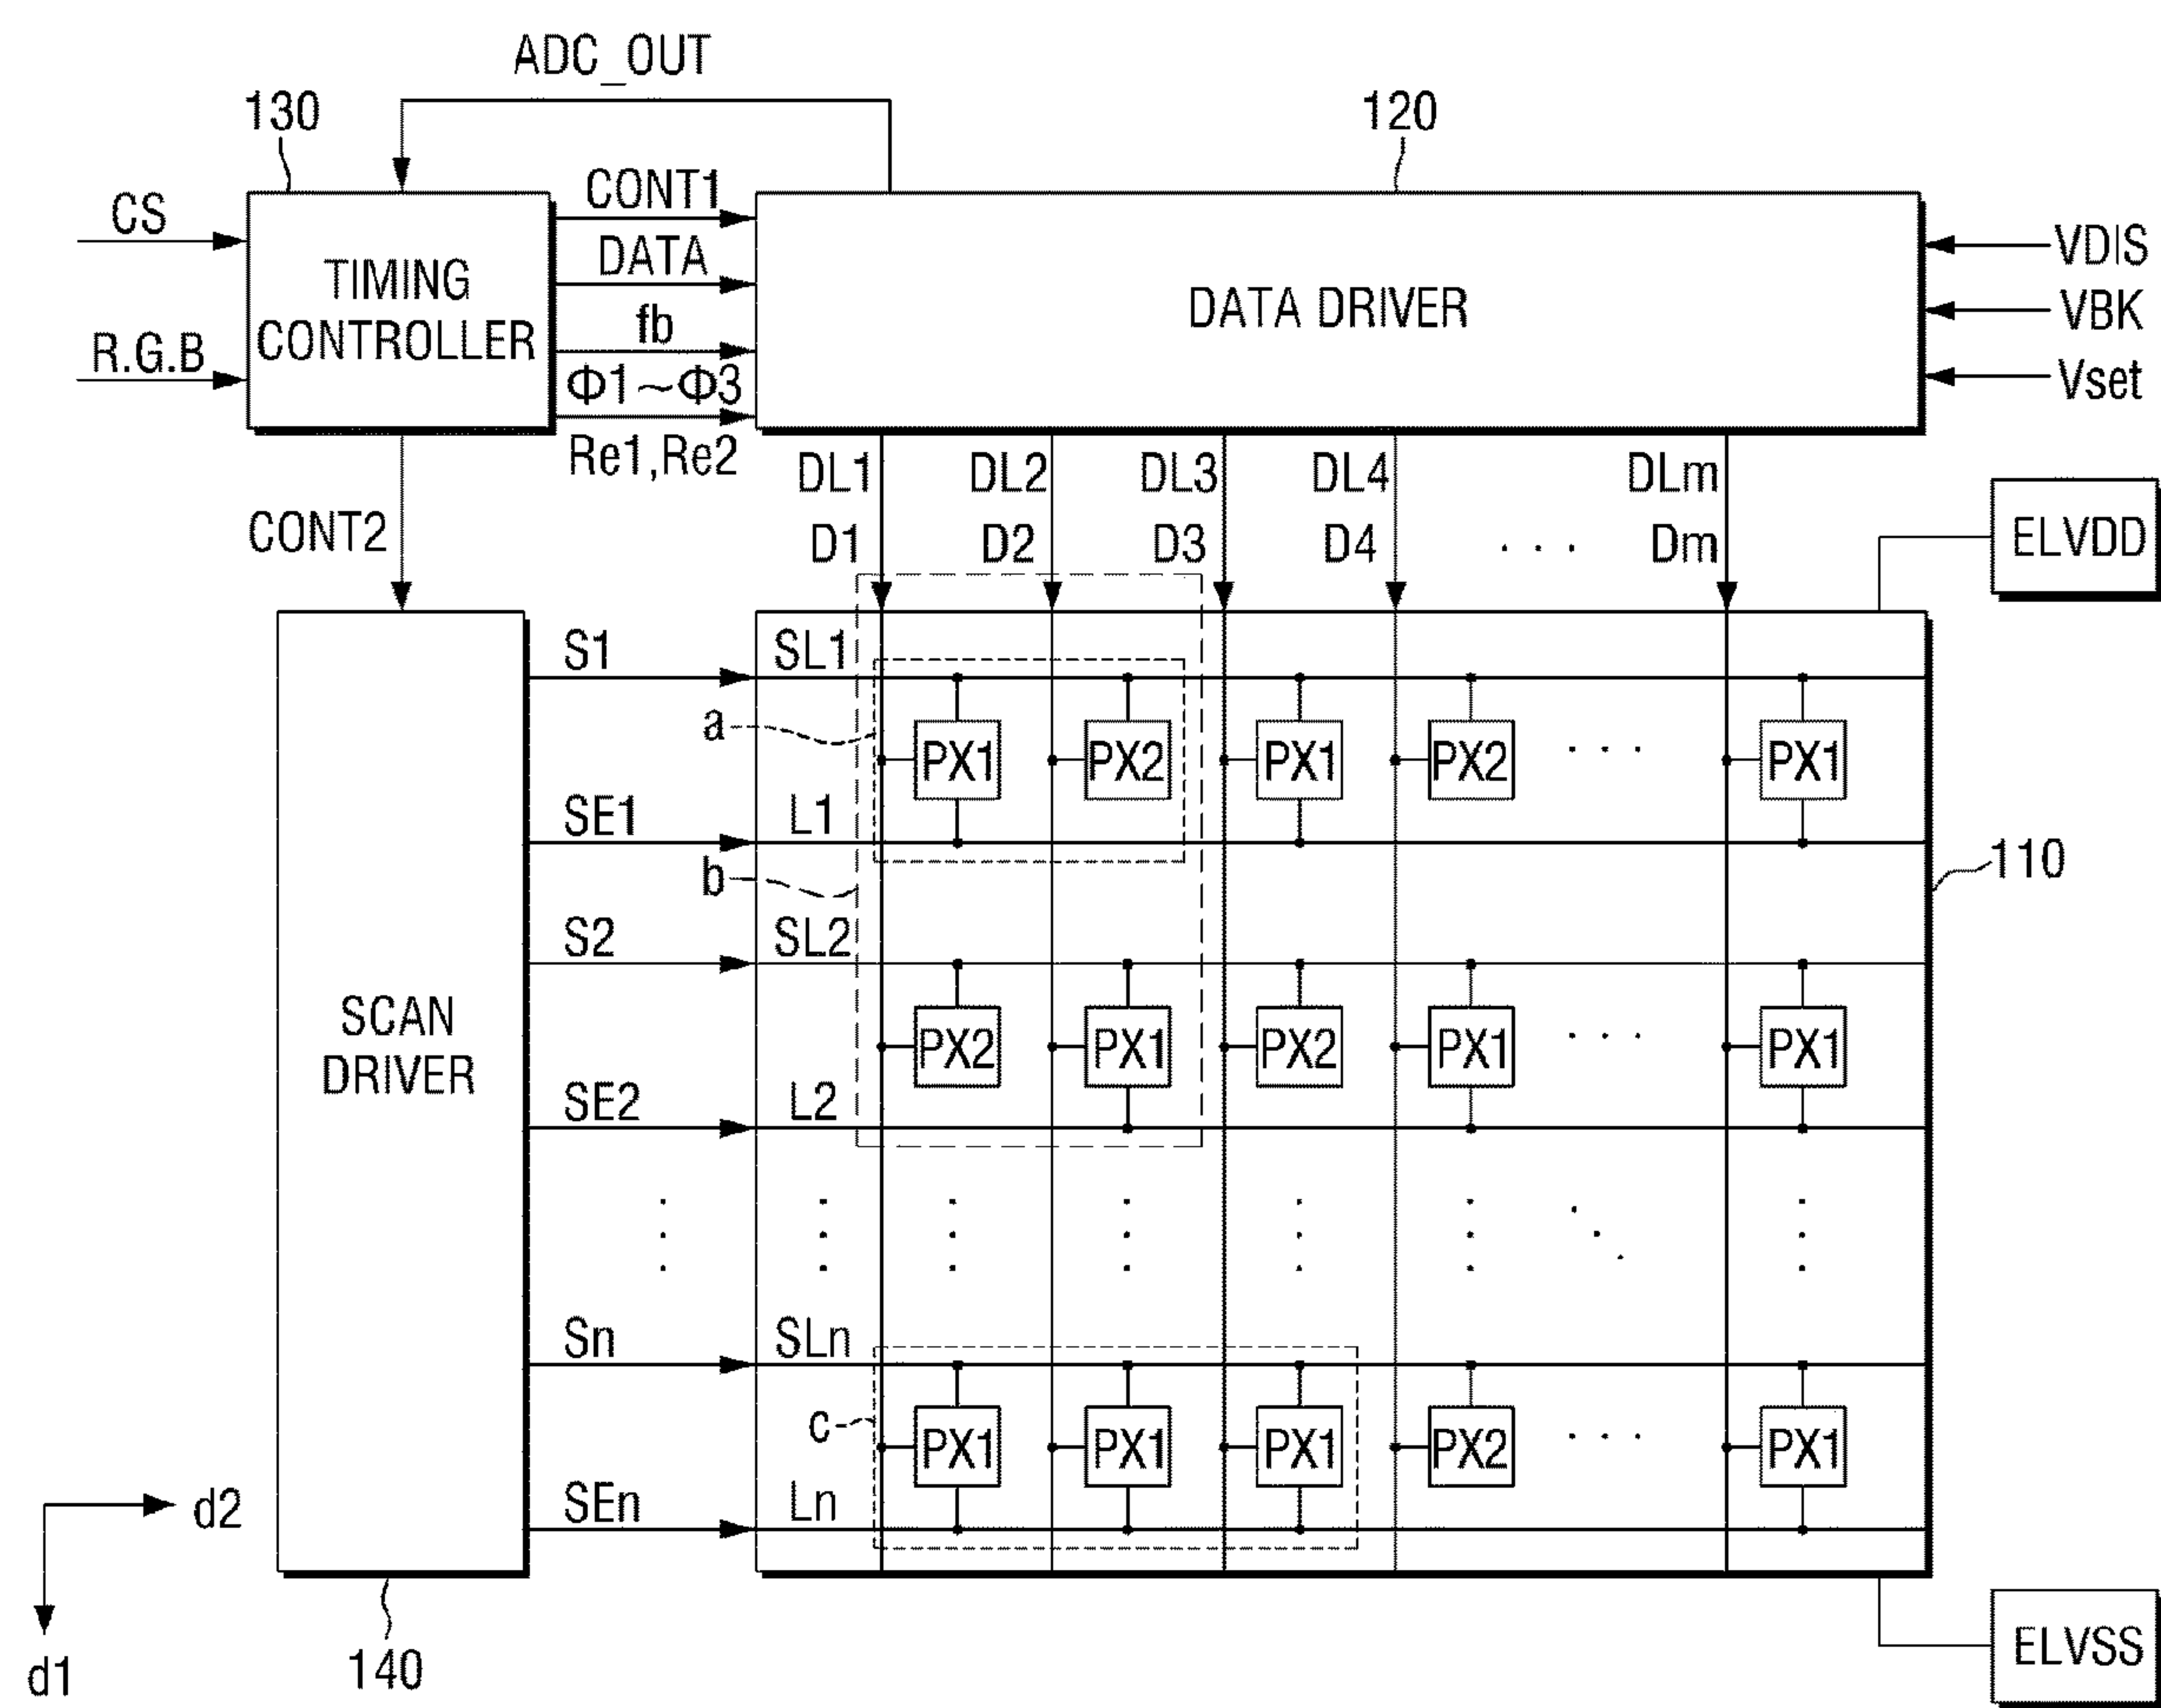 ADC_OUT
130
120
CS
R.G.B
TIMING
CONTROLLER
CONT1
DATA
fb
Φ1~Φ3
Re1,Re2
DATA DRIVER
VDIS
VBK
Vset
CONT2
DL1 DL2 DL3 DL4 DLm
D1 D2 D3 D4 . . . Dm
ELVDD
S1 SL1
a
PX1 PX2 PX1 PX2 . . . PX1
SE1 L1
b
110
S2 SL2
SCAN
DRIVER
PX2 PX1 PX2 PX1 . . . PX1
SE2 L2
Sn SLn
c
PX1 PX1 PX1 PX2 . . . PX1
SEn Ln
d2
d1
140
ELVSS